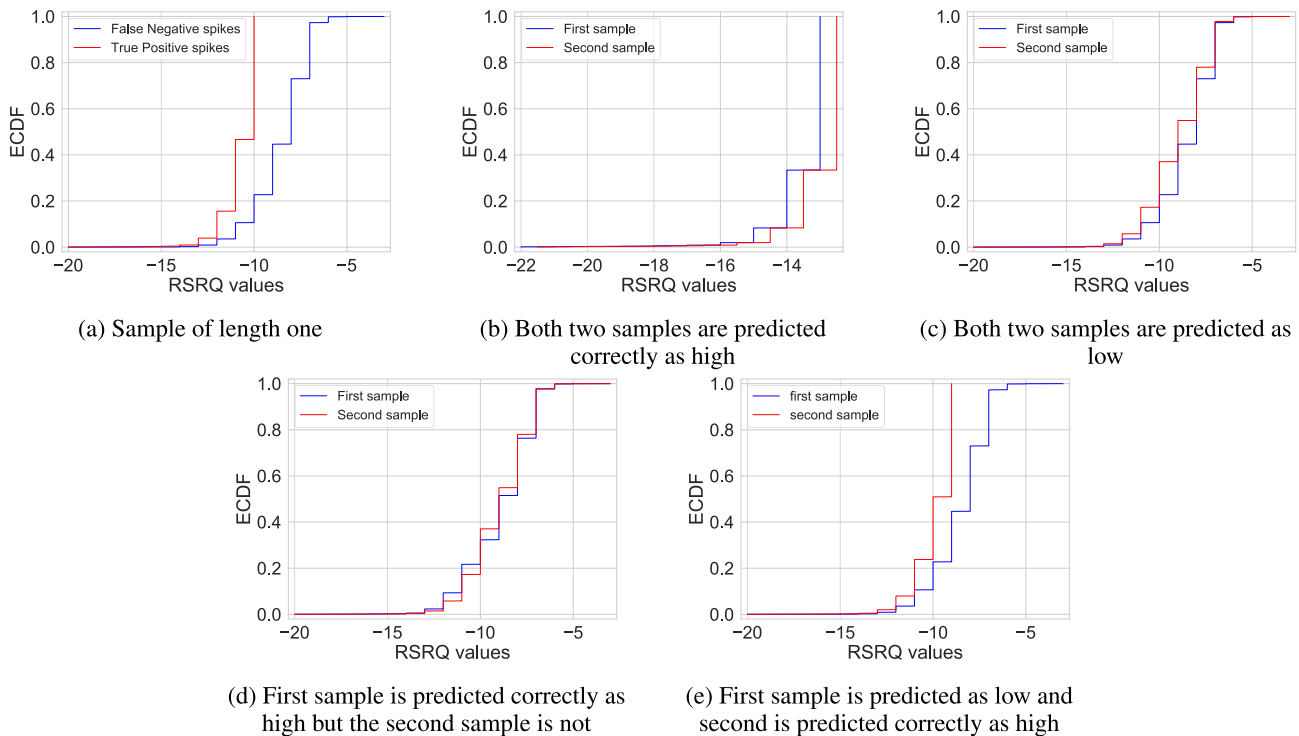 1.0
0.8
0.6
0.4
0.2
0.0
ECDF
False Negative spikes
True Positive spikes
−20 −15 −10 −5
RSRQ values
(a) Sample of length one
1.0
0.8
0.6
0.4
0.2
0.0
ECDF
First sample
Second sample
−22 −20 −18 −16 −14
RSRQ values
(b) Both two samples are predicted
correctly as high
1.0
0.8
0.6
0.4
0.2
0.0
ECDF
First sample
Second sample
−20 −15 −10 −5
RSRQ values
(c) Both two samples are predicted as
low
1.0
0.8
0.6
0.4
0.2
0.0
ECDF
First sample
Second sample
−20 −15 −10 −5
RSRQ values
(d) First sample is predicted correctly as
high but the second sample is not
1.0
0.8
0.6
0.4
0.2
0.0
ECDF
first sample
second sample
−20 −15 −10 −5
RSRQ values
(e) First sample is predicted as low and
second is predicted correctly as high